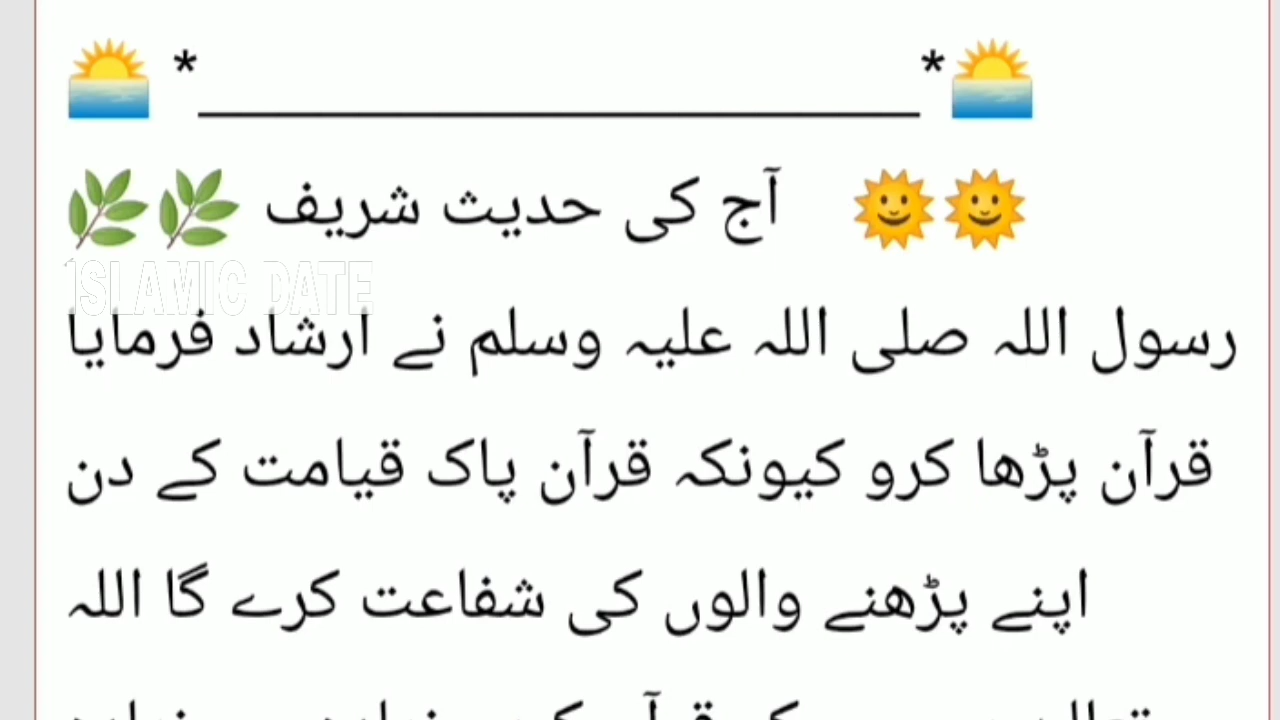 *______________________________*
آج کی حدیث شریف
ISLAMIC DATE
رسول اللہ صلی اللہ علیہ وسلم نے ارشاد فرمایا
قرآن پڑھا کرو کیونکہ قرآن پاک قیامت کے دن
اپنے پڑھنے والوں کی شفاعت کرے گا اللہ